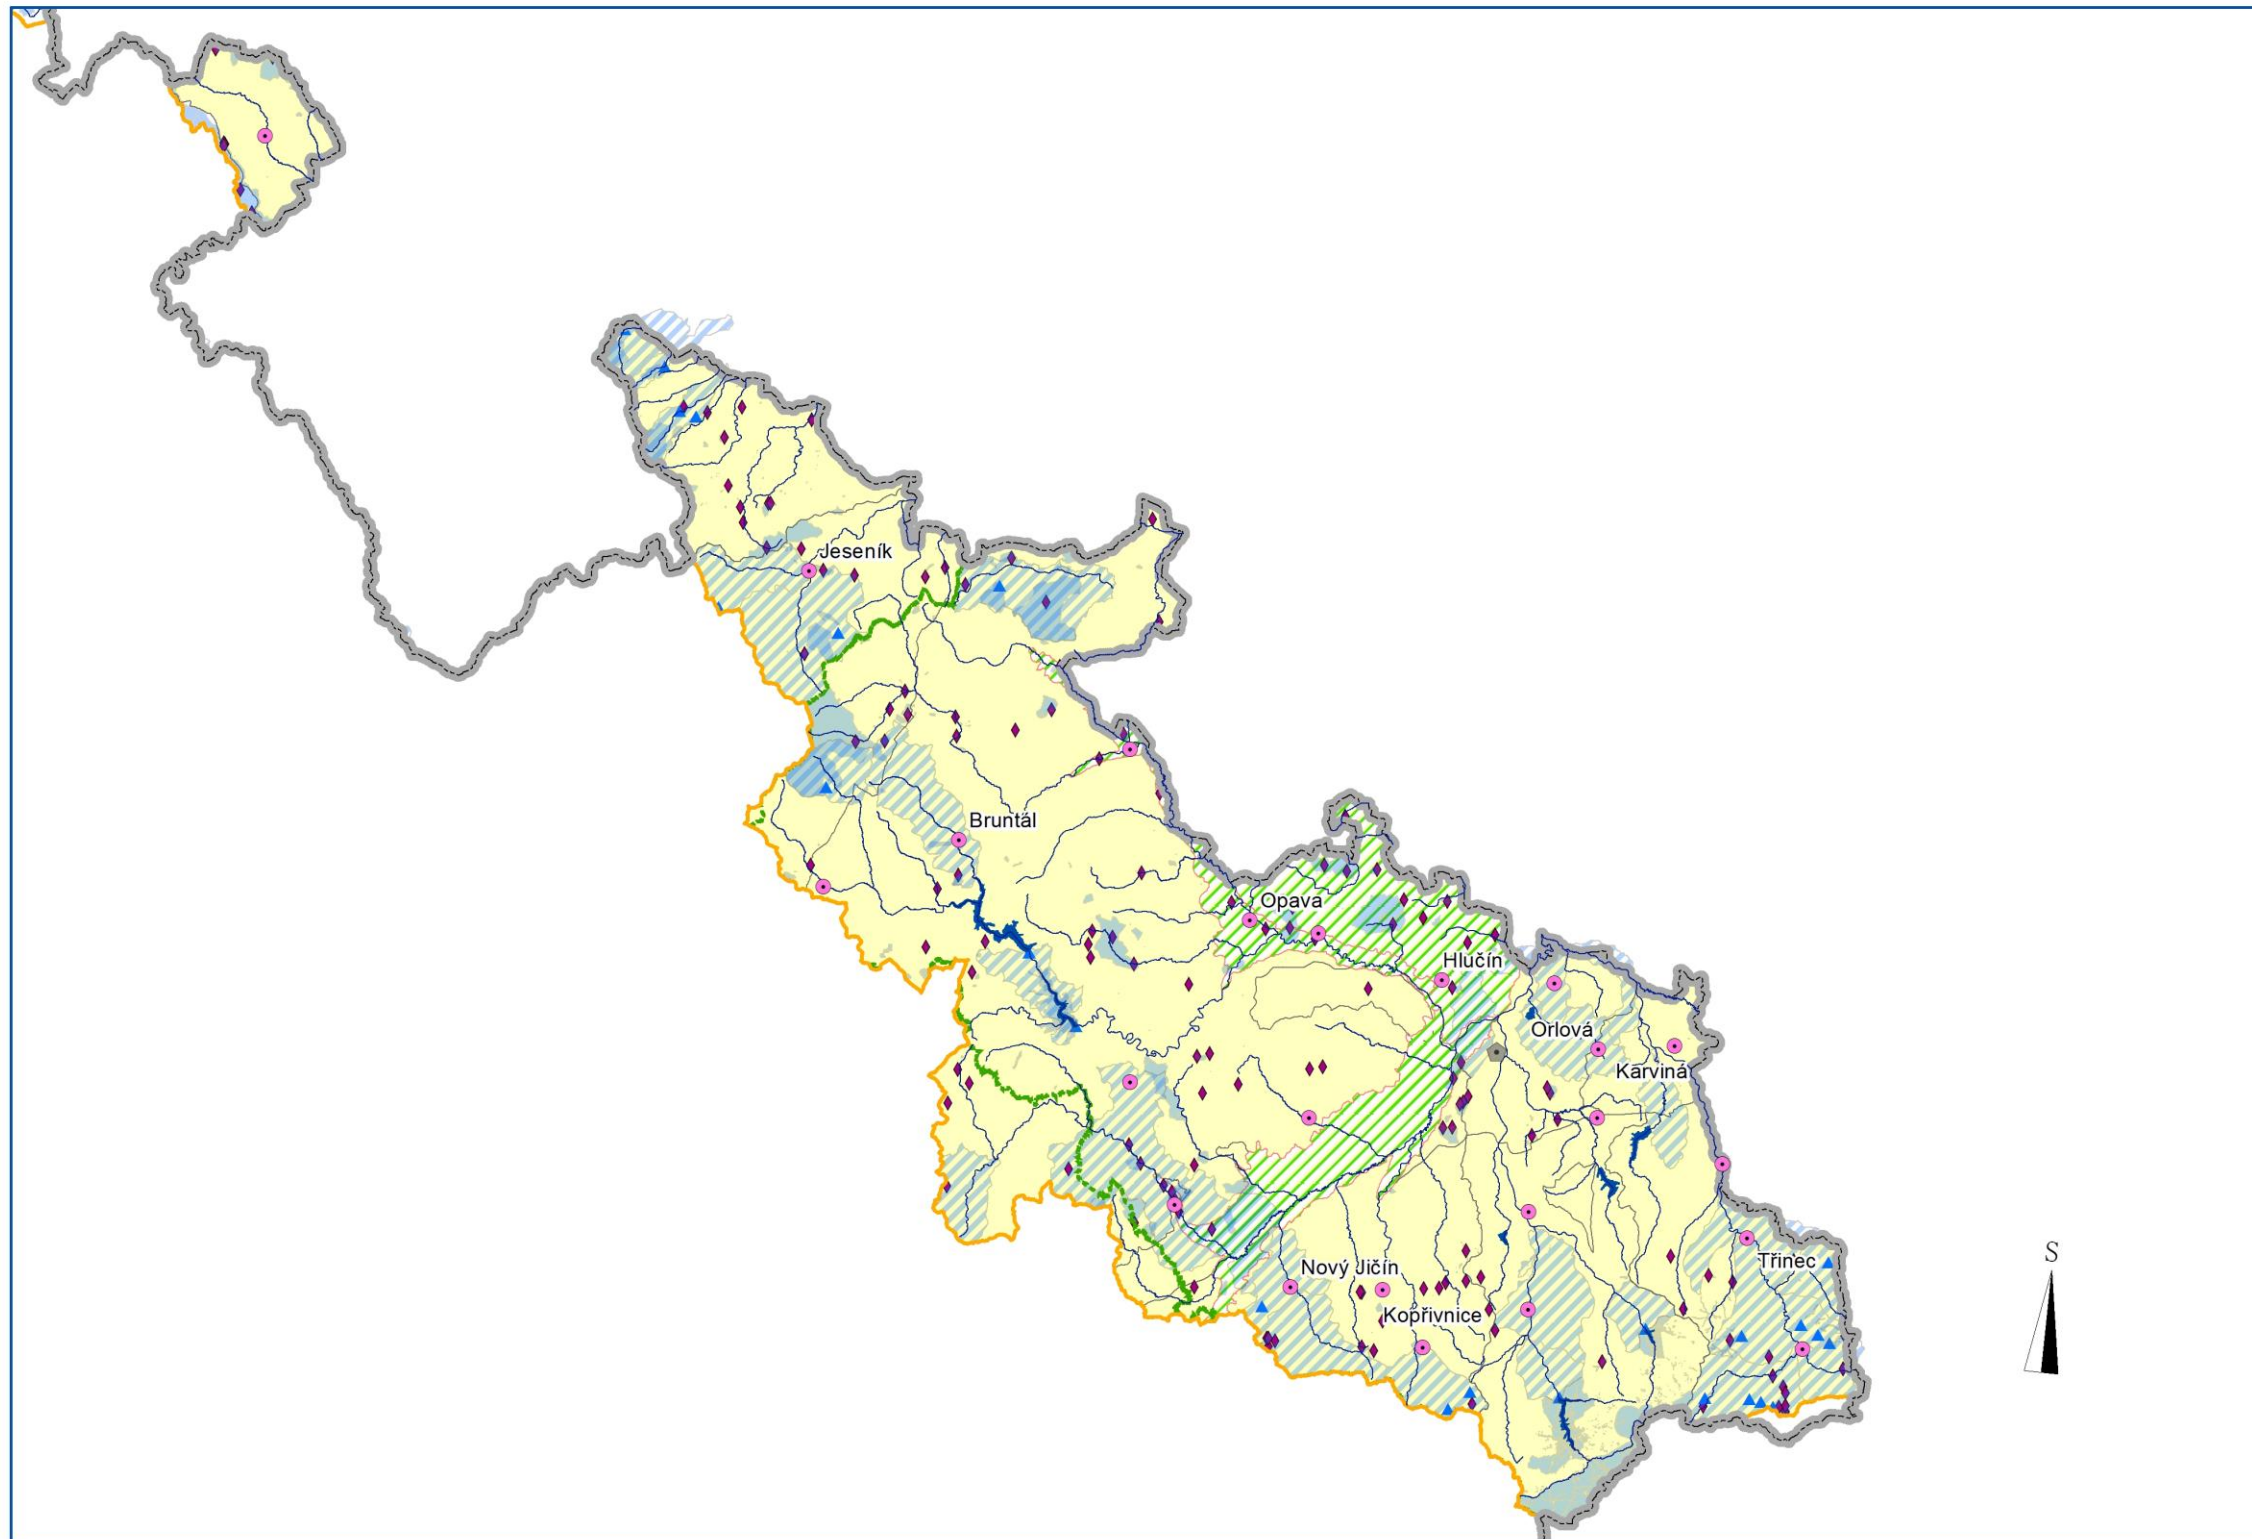 Jeseník
Bruntál
Opava
Hlučín
Orlová
Karviná
Nový Jičín
Třinec
Kopřivnice
S